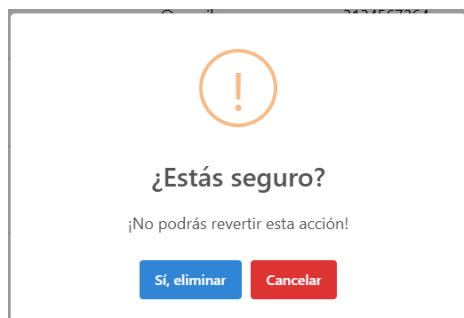 !
¿Estás seguro?
¡No podrás revertir esta acción!
Sí, eliminar
Cancelar